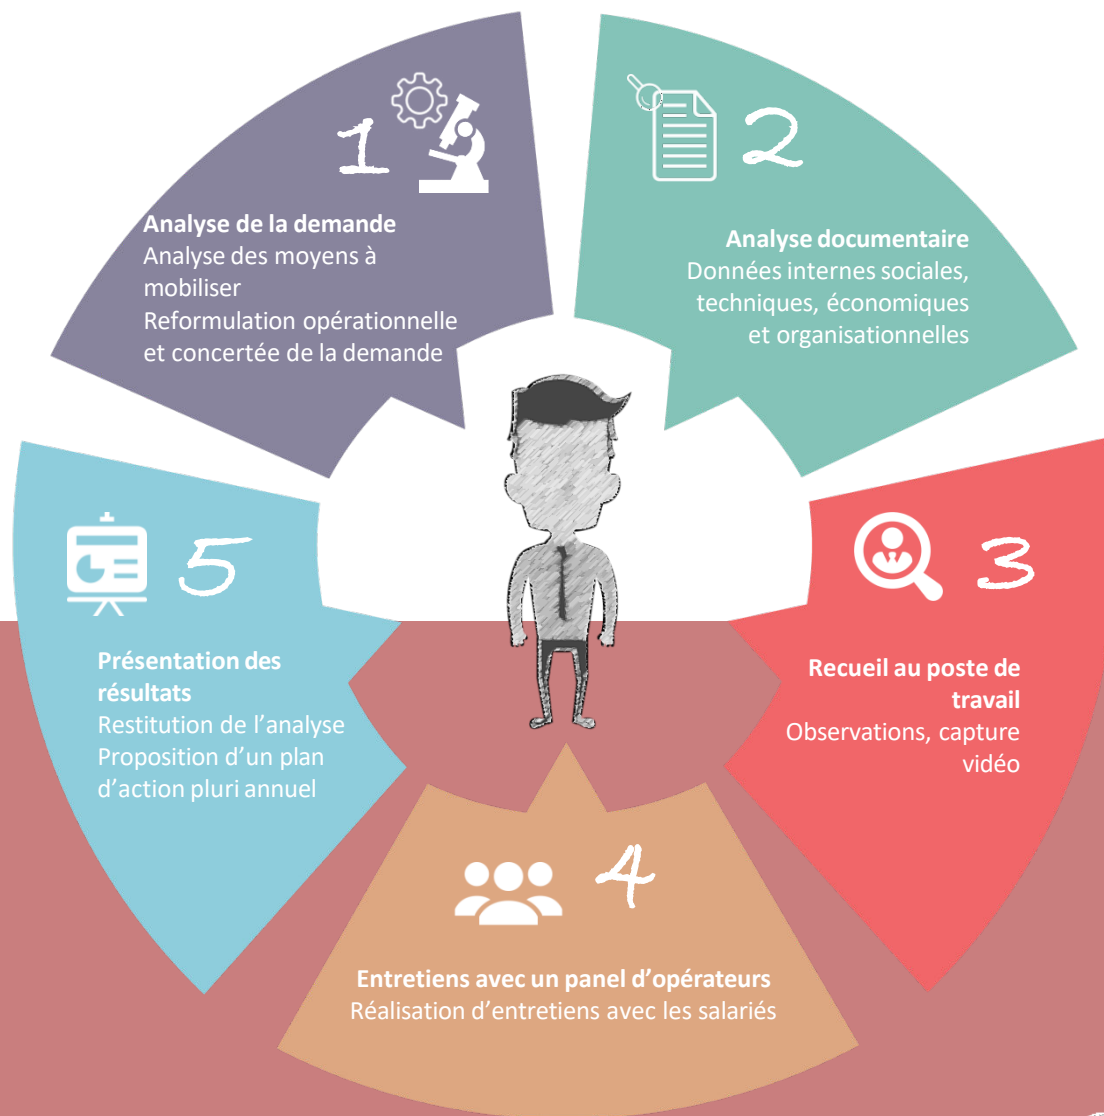 1
Analyse de la demande
Analyse des moyens à
mobiliser
Reformulation opérationnelle
et concertée de la demande
2
Analyse documentaire
Données internes sociales,
techniques, économiques
et organisationnelles
3
Recueil au poste de
travail
Observations, capture
vidéo
4
Entretiens avec un panel d'opérateurs
Réalisation d'entretiens avec les salariés
5
Présentation des
résultats
Restitution de l'analyse
Proposition d'un plan
d'action pluri annuel